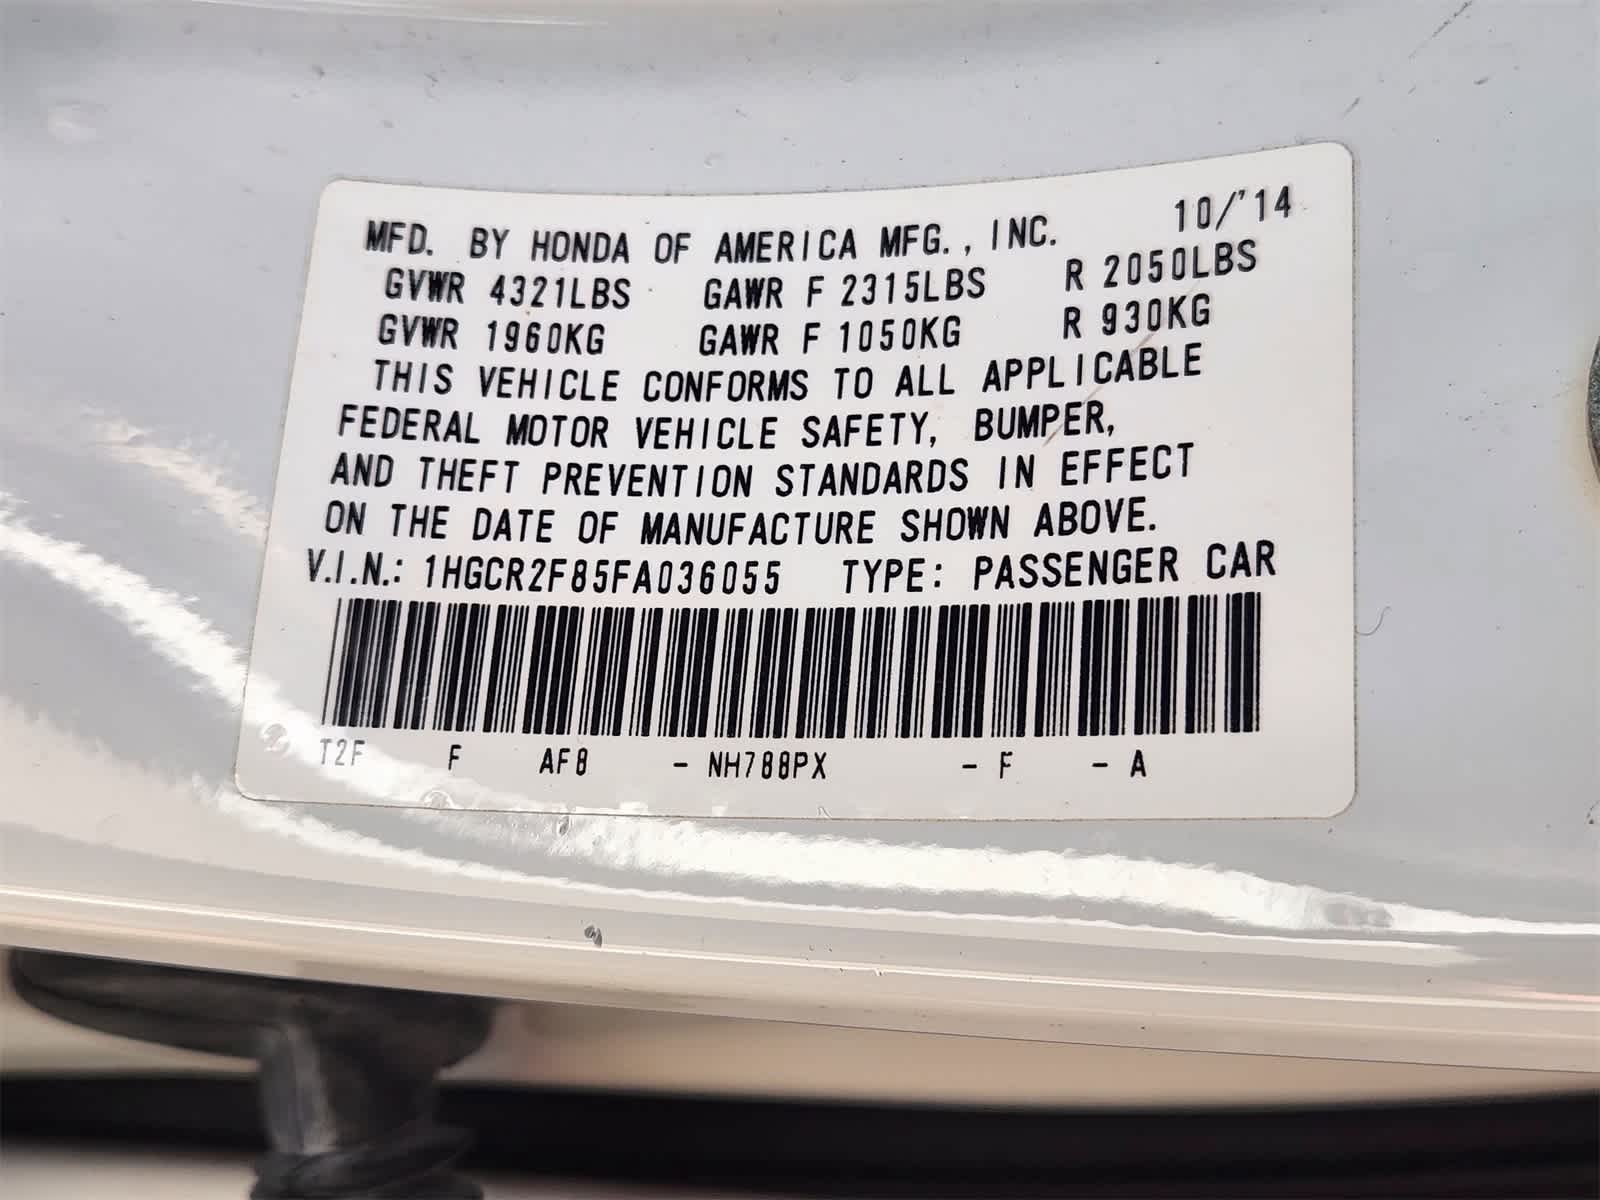 MFD. BY HONDA OF AMERICA MFG., INC. 10/'14
GVWR 4321LBS GAWR F 2315LBS R 2050LBS
GVWR 1960KG GAWR F 1050KG R 930KG
THIS VEHICLE CONFORMS TO ALL APPLICABLE
FEDERAL MOTOR VEHICLE SAFETY, BUMPER,
AND THEFT PREVENTION STANDARDS IN EFFECT
ON THE DATE OF MANUFACTURE SHOWN ABOVE.
V.I.N.: 1HGCR2F85FA036055 TYPE: PASSENGER CAR
T2F F AF8 - NH788PX - F - A